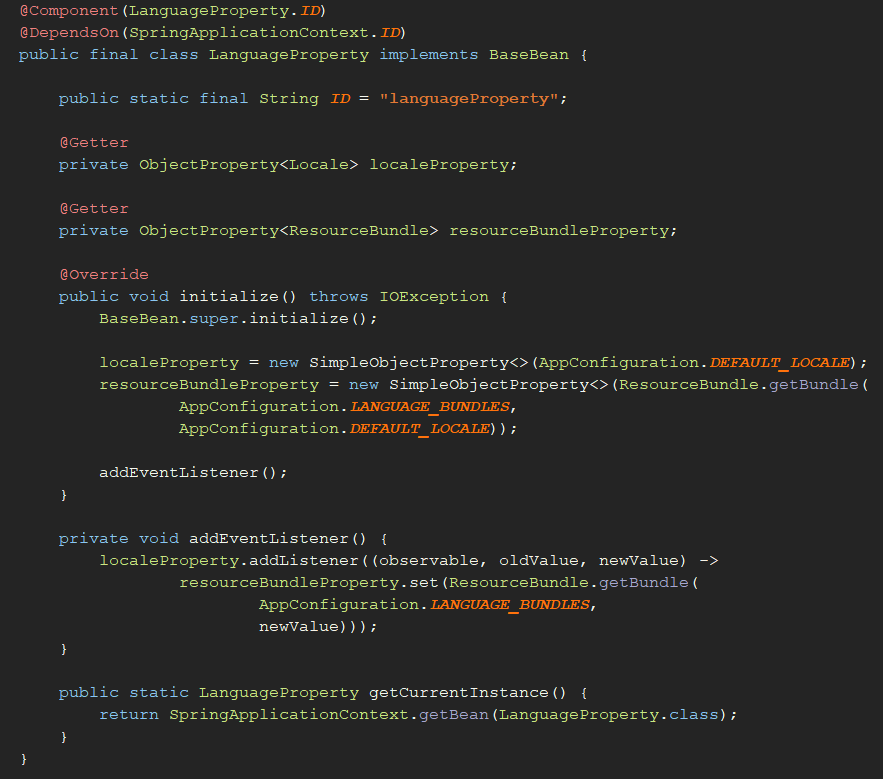 @Component(LanguageProperty.ID)
@DependsOn(SpringApplicationContext.ID)
public final class LanguageProperty implements BaseBean {
public static final String ID = "languageProperty";
@Getter
private ObjectProperty<Locale> localeProperty;
@Getter
private ObjectProperty<ResourceBundle> resourceBundleProperty;
@Override
public void initialize() throws IOException {
BaseBean.super.initialize();
localeProperty = new SimpleObjectProperty<>(AppConfiguration.DEFAULT_LOCALE);
resourceBundleProperty = new SimpleObjectProperty<>(ResourceBundle.getBundle(
AppConfiguration.LANGUAGE_BUNDLES,
AppConfiguration.DEFAULT_LOCALE));
addEventListener();
}
private void addEventListener() {
localeProperty.addListener((observable, oldValue, newValue) ->
resourceBundleProperty.set(ResourceBundle.getBundle(
AppConfiguration.LANGUAGE_BUNDLES,
newValue)));
}
public static LanguageProperty getCurrentInstance() {
return SpringApplicationContext.getBean(LanguageProperty.class);
}
}